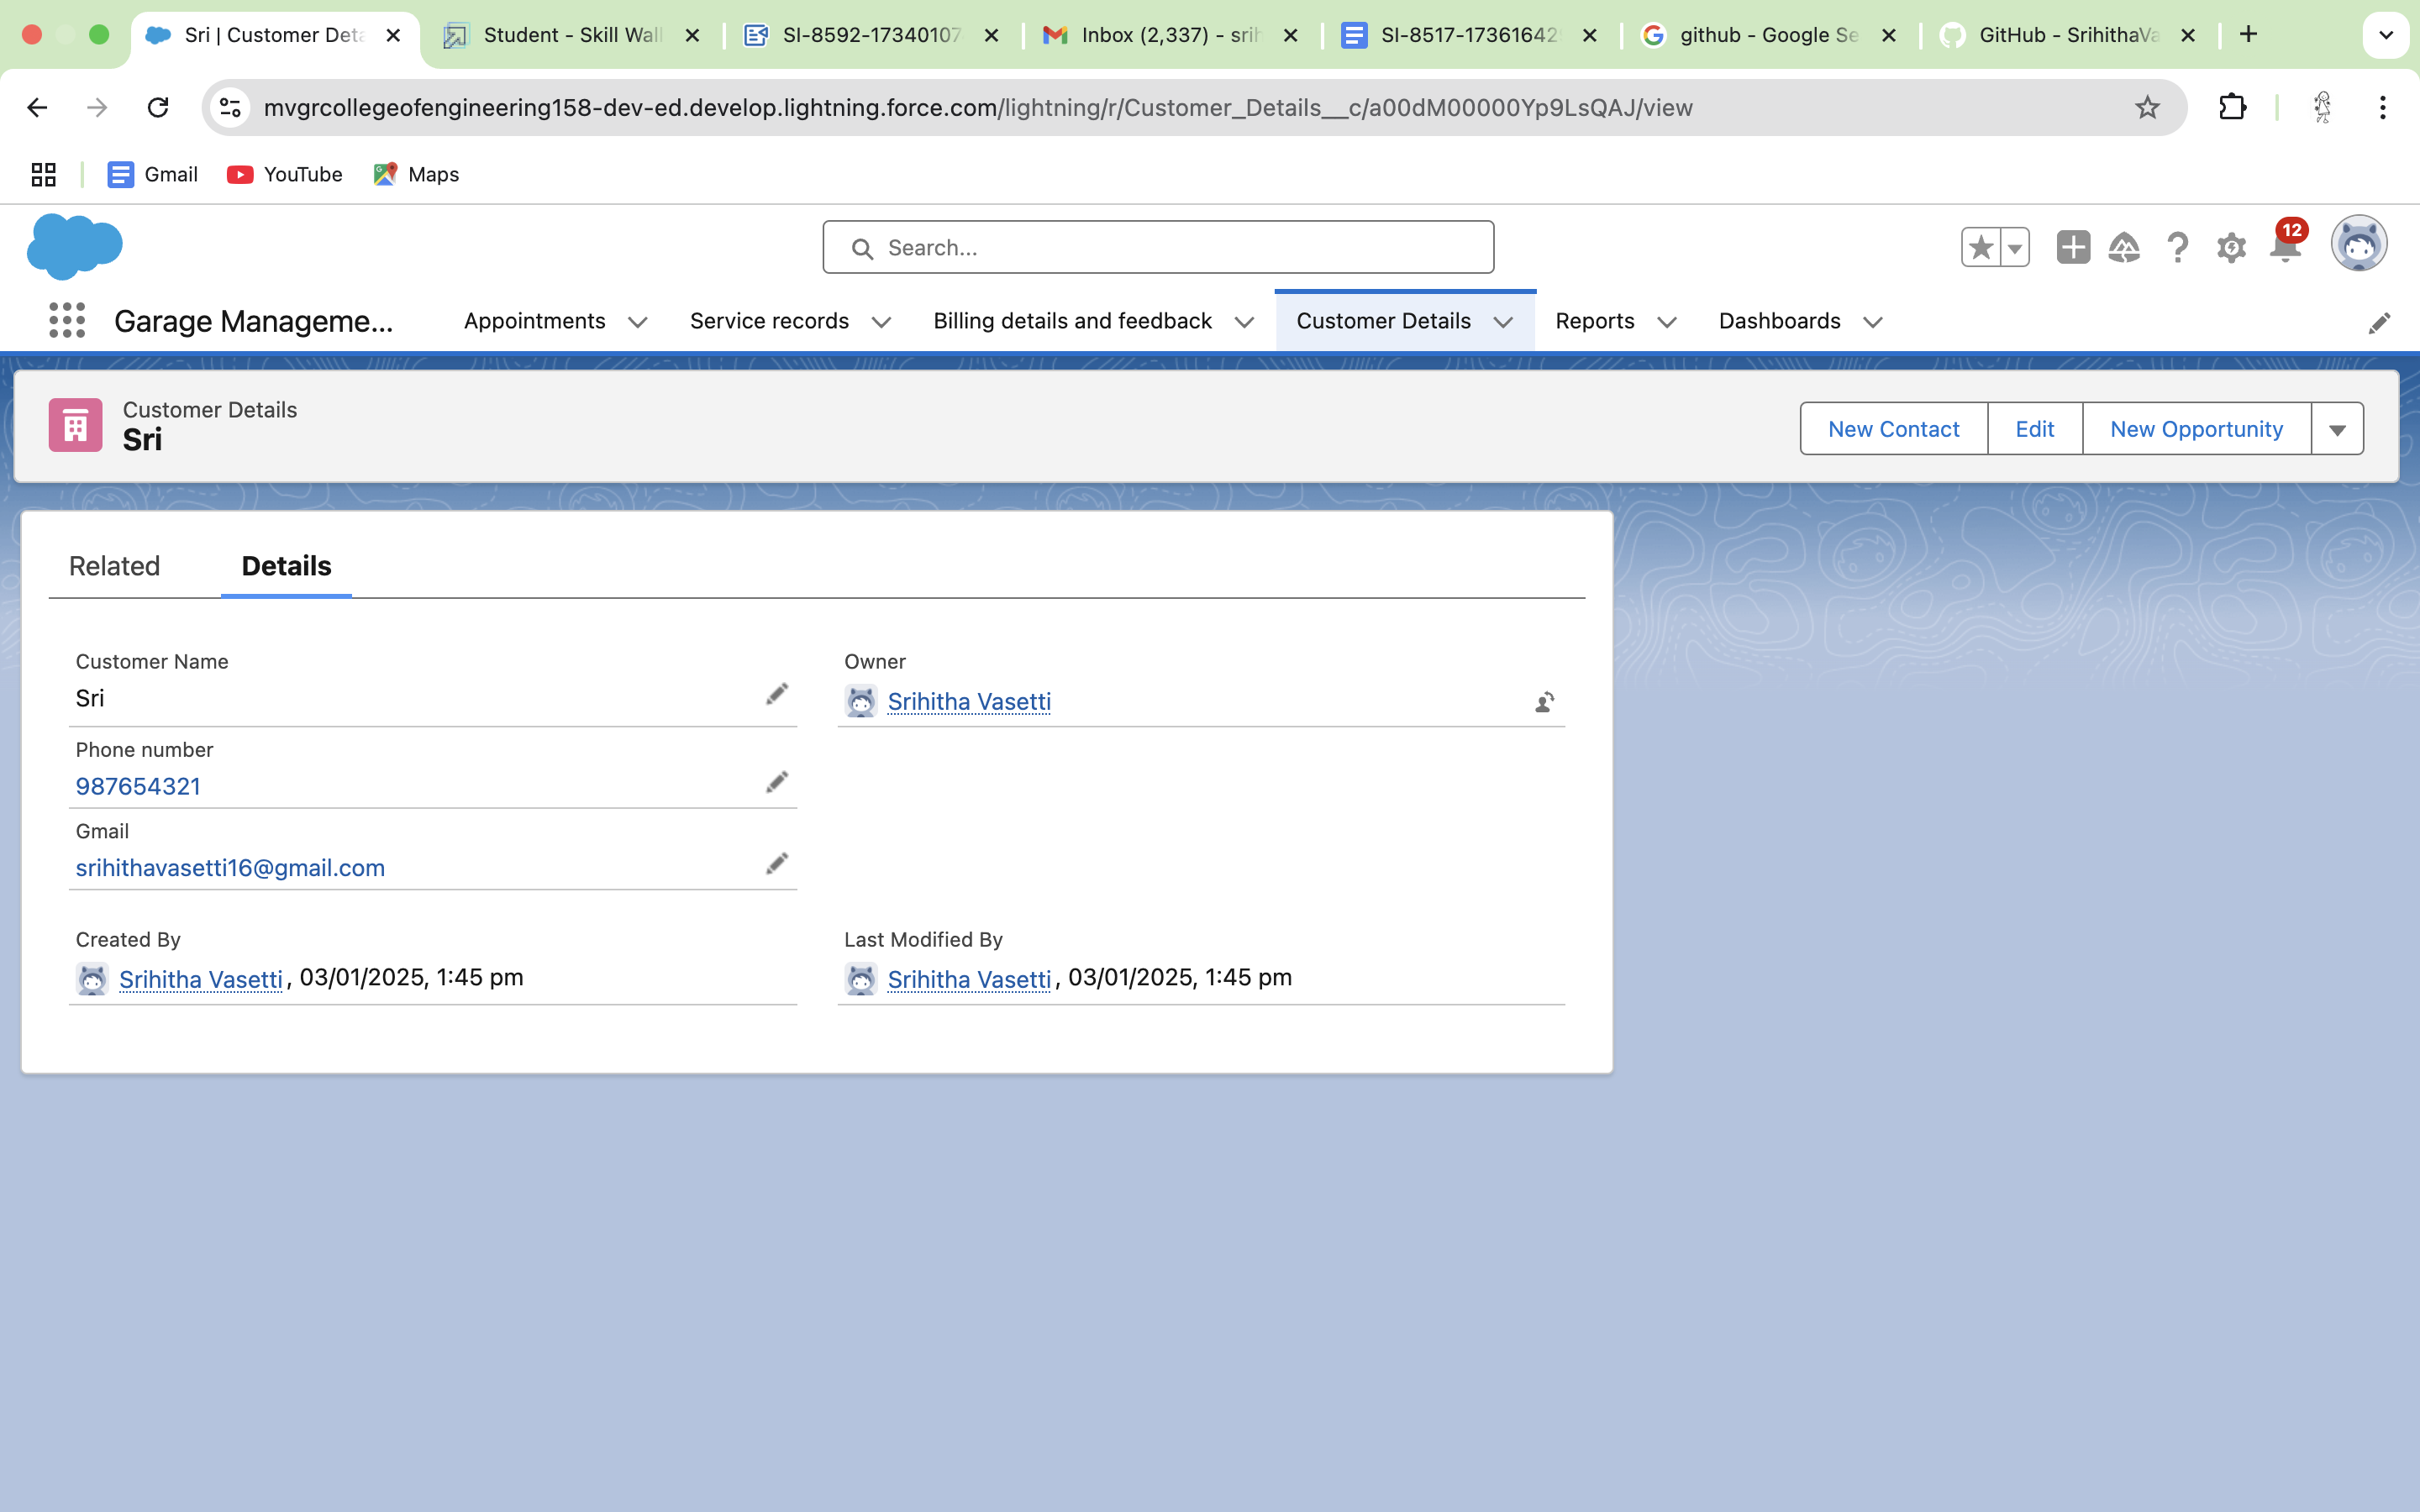 Sri | Customer Deta
Student - Skill Wall
SI-8592-17340107
Inbox (2,337) - srih
SI-8517-173616429
github - Google Se
GitHub - SrihithaVa
mvgrcollegeofengineering158-dev-ed.develop.lightning.force.com/lightning/r/Customer_Details__c/a00dM00000Yp9LsQAJ/view
Gmail
YouTube
Maps
Search...
12
Garage Manageme...
Appointments
Service records
Billing details and feedback
Customer Details
Reports
Dashboards
Customer Details
Sri
New Contact
Edit
New Opportunity
Related
Details
Customer Name
Sri
Owner
Srihitha Vasetti
Phone number
987654321
Gmail
srihithavasetti16@gmail.com
Created By
Srihitha Vasetti, 03/01/2025, 1:45 pm
Last Modified By
Srihitha Vasetti, 03/01/2025, 1:45 pm